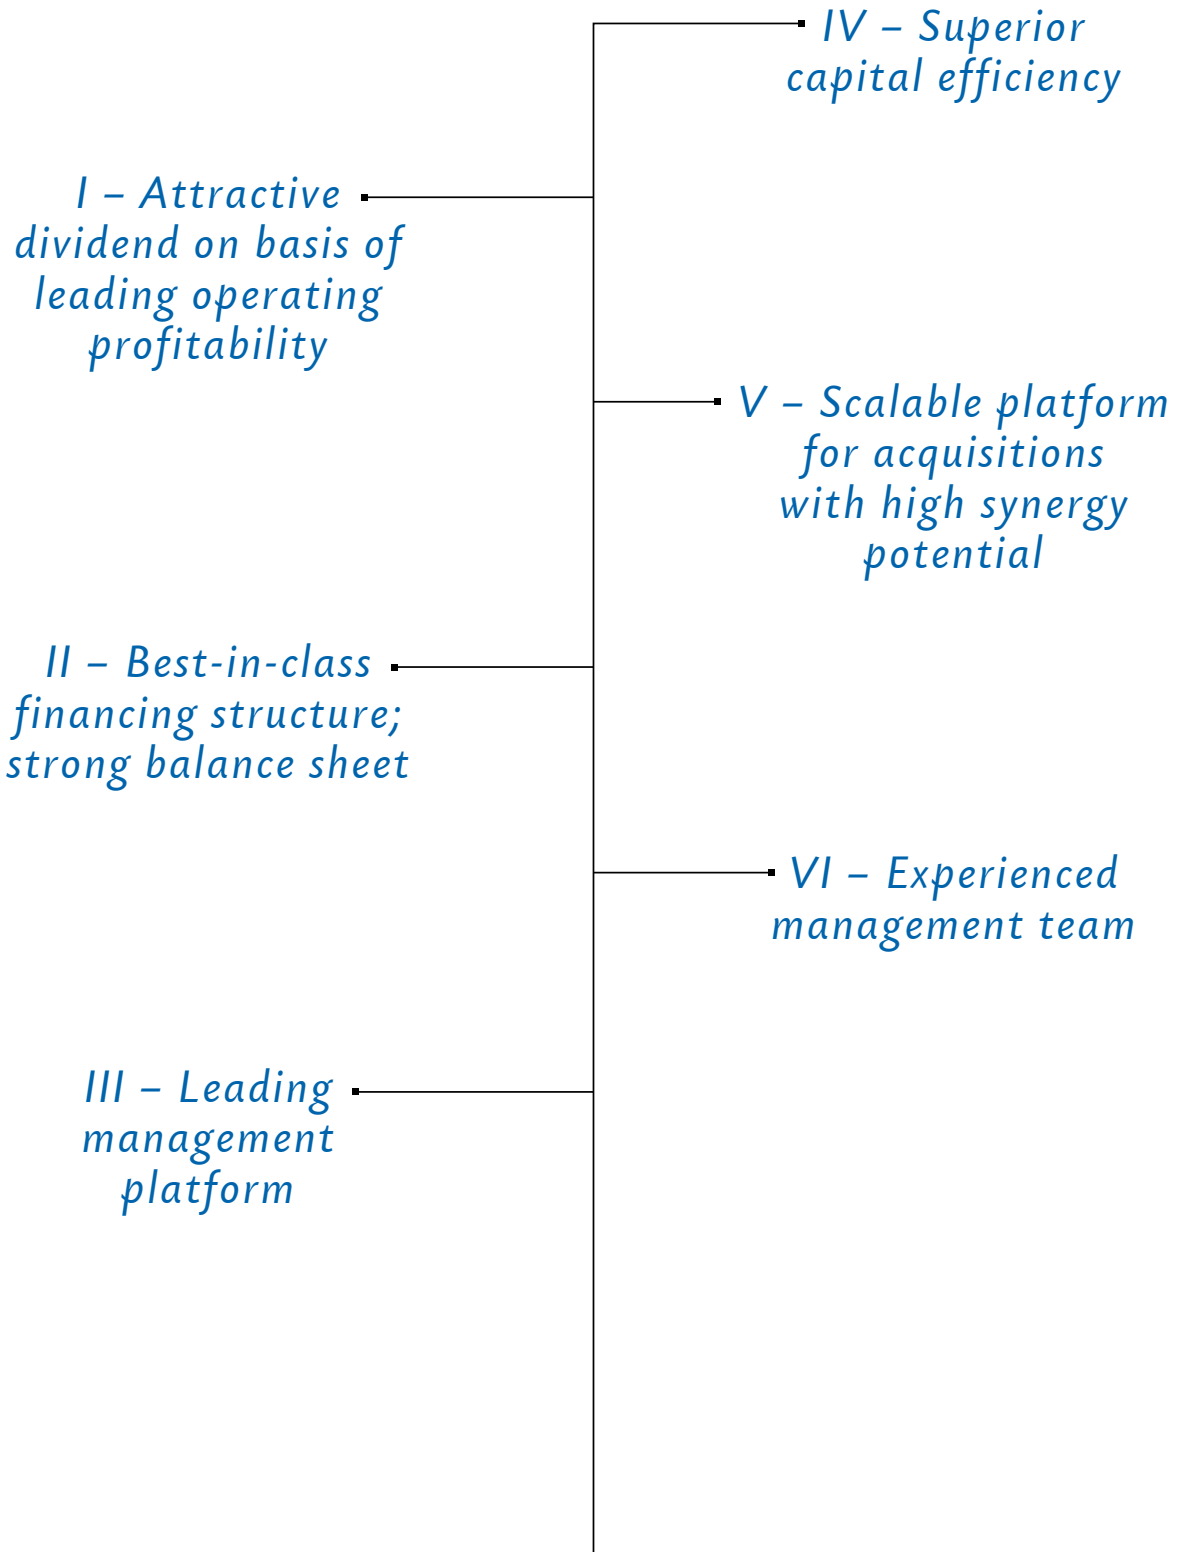 I – Attractive
dividend on basis of
leading operating
profitability
II – Best-in-class
financing structure;
strong balance sheet
III – Leading
management
platform
IV – Superior
capital efficiency
V – Scalable platform
for acquisitions
with high synergy
potential
VI – Experienced
management team